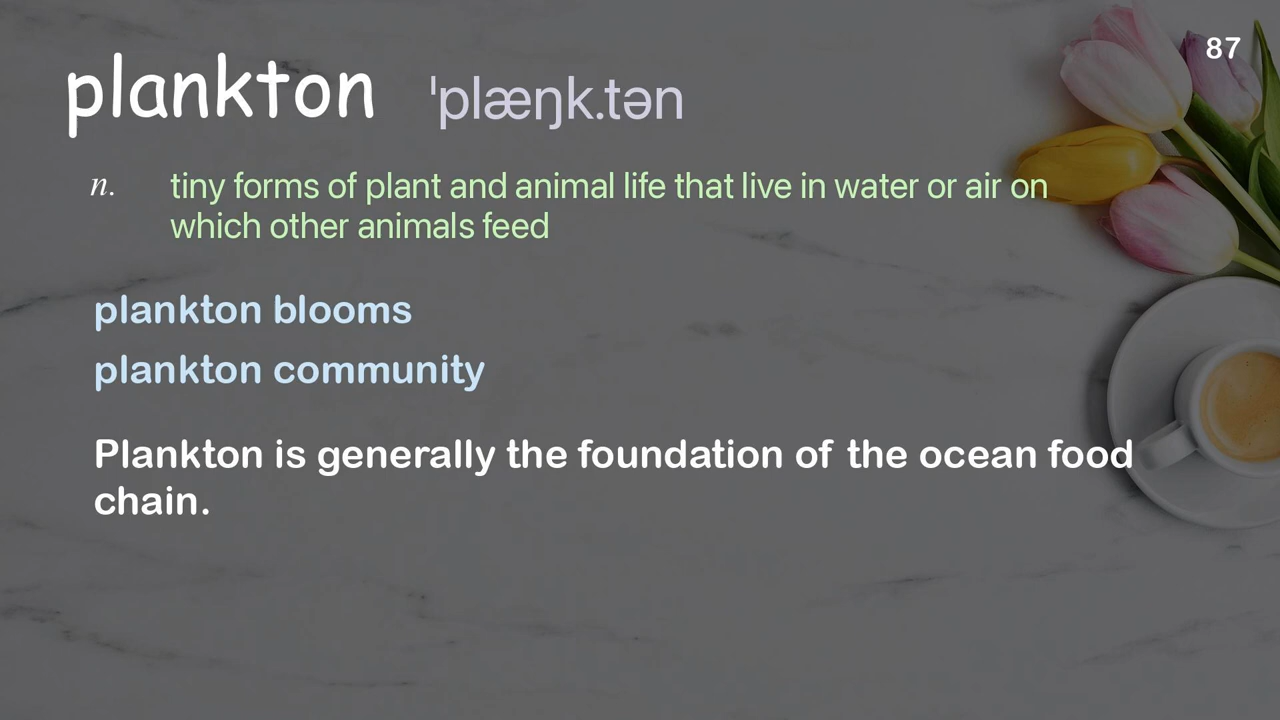 87
plankton ˈplæŋk.tən
n. tiny forms of plant and animal life that live in water or air on
which other animals feed
plankton blooms
plankton community
Plankton is generally the foundation of the ocean food
chain.